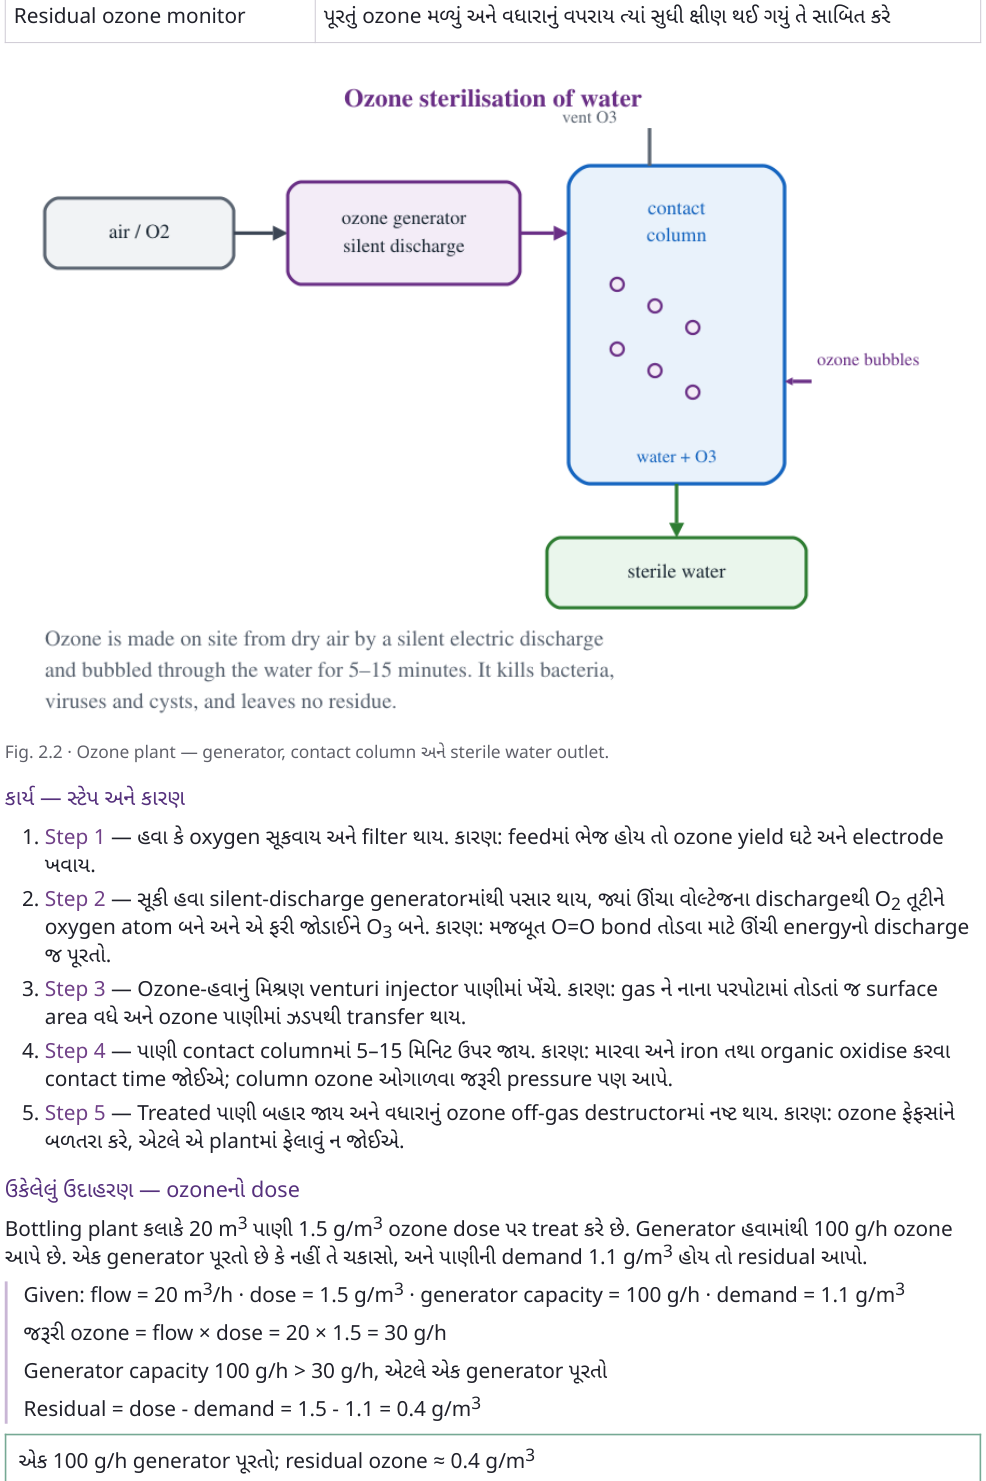 Residual ozone monitor પૂરતું ozone મળ્યું અને વધારાનું વપરાય ત્યાં સુધી ક્ષીણ થઈ ગયું તે સાબિત કરે
Ozone sterilisation of water
vent O3
air / O2
ozone generator
silent discharge
contact
column
ozone bubbles
water + O3
sterile water
Ozone is made on site from dry air by a silent electric discharge
and bubbled through the water for 5–15 minutes. It kills bacteria,
viruses and cysts, and leaves no residue.
Fig. 2.2 · Ozone plant — generator, contact column અને sterile water outlet.
કાર્ય — સ્ટેપ અને કારણ
1. Step 1 — હવા કે oxygen સૂકવાય અને filter થાય. કારણ: feedમાં ભેજ હોય તો ozone yield ઘટે અને electrode
ખવાય.
2. Step 2 — સૂકી હવા silent-discharge generatorમાંથી પસાર થાય, જ્યાં ઊંચા વોલ્ટેજના dischargeથી O₂ તૂટીને
oxygen atom બને અને એ ફરી જોડાઈને O₃ બને. કારણ: મજબૂત O=O bond તોડવા માટે ઊંચી energyનો discharge
જ પૂરતો.
3. Step 3 — Ozone-હવાનું મિશ્રણ venturi injector પાણીમાં ખેંચે. કારણ: gas ને નાના પરપોટામાં તોડતાં જ surface
area વધે અને ozone પાણીમાં ઝડપથી transfer થાય.
4. Step 4 — પાણી contact columnમાં 5–15 મિનિટ ઉપર જાય. કારણ: મારવા અને iron તથા organic oxidise કરવા
contact time જોઈએ; column ozone ઓગાળવા જરૂરી pressure પણ આપે.
5. Step 5 — Treated પાણી બહાર જાય અને વધારાનું ozone off-gas destructorમાં નષ્ટ થાય. કારણ: ozone ફેફસાંને
બળતરા કરે, એટલે એ plantમાં ફેલાવું ન જોઈએ.
ઉકેલેલું ઉદાહરણ — ozoneનો dose
Bottling plant કલાકે 20 m³ પાણી 1.5 g/m³ ozone dose પર treat કરે છે. Generator હવામાંથી 100 g/h ozone
આપે છે. એક generator પૂરતો છે કે નહીં તે ચકાસો, અને પાણીની demand 1.1 g/m³ હોય તો residual આપો.
Given: flow = 20 m³/h · dose = 1.5 g/m³ · generator capacity = 100 g/h · demand = 1.1 g/m³
જરૂરી ozone = flow × dose = 20 × 1.5 = 30 g/h
Generator capacity 100 g/h > 30 g/h, એટલે એક generator પૂરતો
Residual = dose - demand = 1.5 - 1.1 = 0.4 g/m³
એક 100 g/h generator પૂરતો; residual ozone ≈ 0.4 g/m³